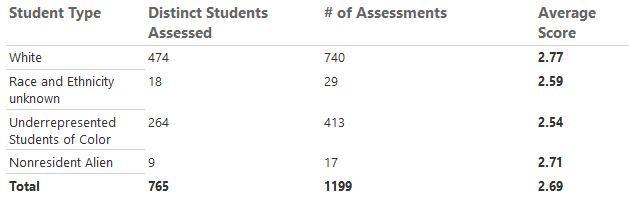 Student Type Distinct Students # of Assessments Average
Assessed Score
White 474 740 2.77
Race and Ethnicity 18 29 2.59
unknown
Underrepresented 264 413 2.54
Students of Color
Nonresident Alien 9 17 2.71
Total 765 1199 2.69